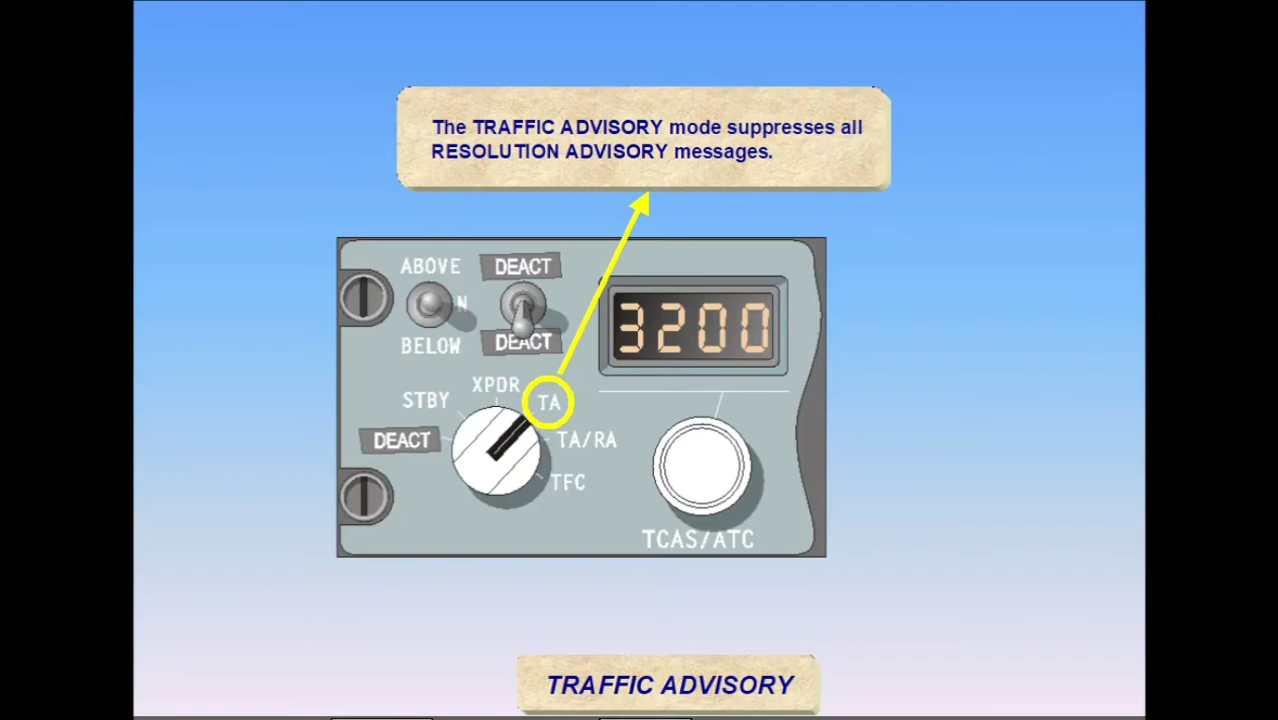 The TRAFFIC ADVISORY mode suppresses all
RESOLUTION ADVISORY messages.
ABOVE
DEACT
N
3200
BELOW
DEACT
XPDR
STBY
TA
DEACT
TA/RA
TFC
TCAS/ATC
TRAFFIC ADVISORY